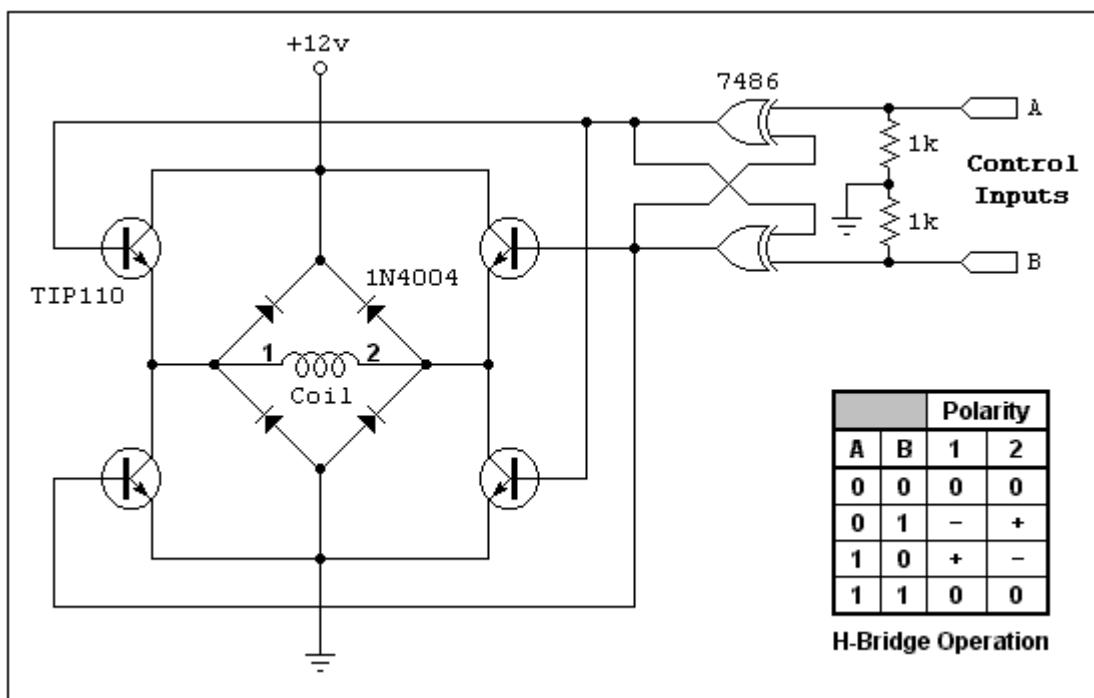 +12v
7486
A
1k
Control
Inputs
1k
B
TIP110
1N4004
1 2
Coil
Polarity
A B 1 2
0 0 0 0
0 1 − +
1 0 + −
1 1 0 0
H-Bridge Operation